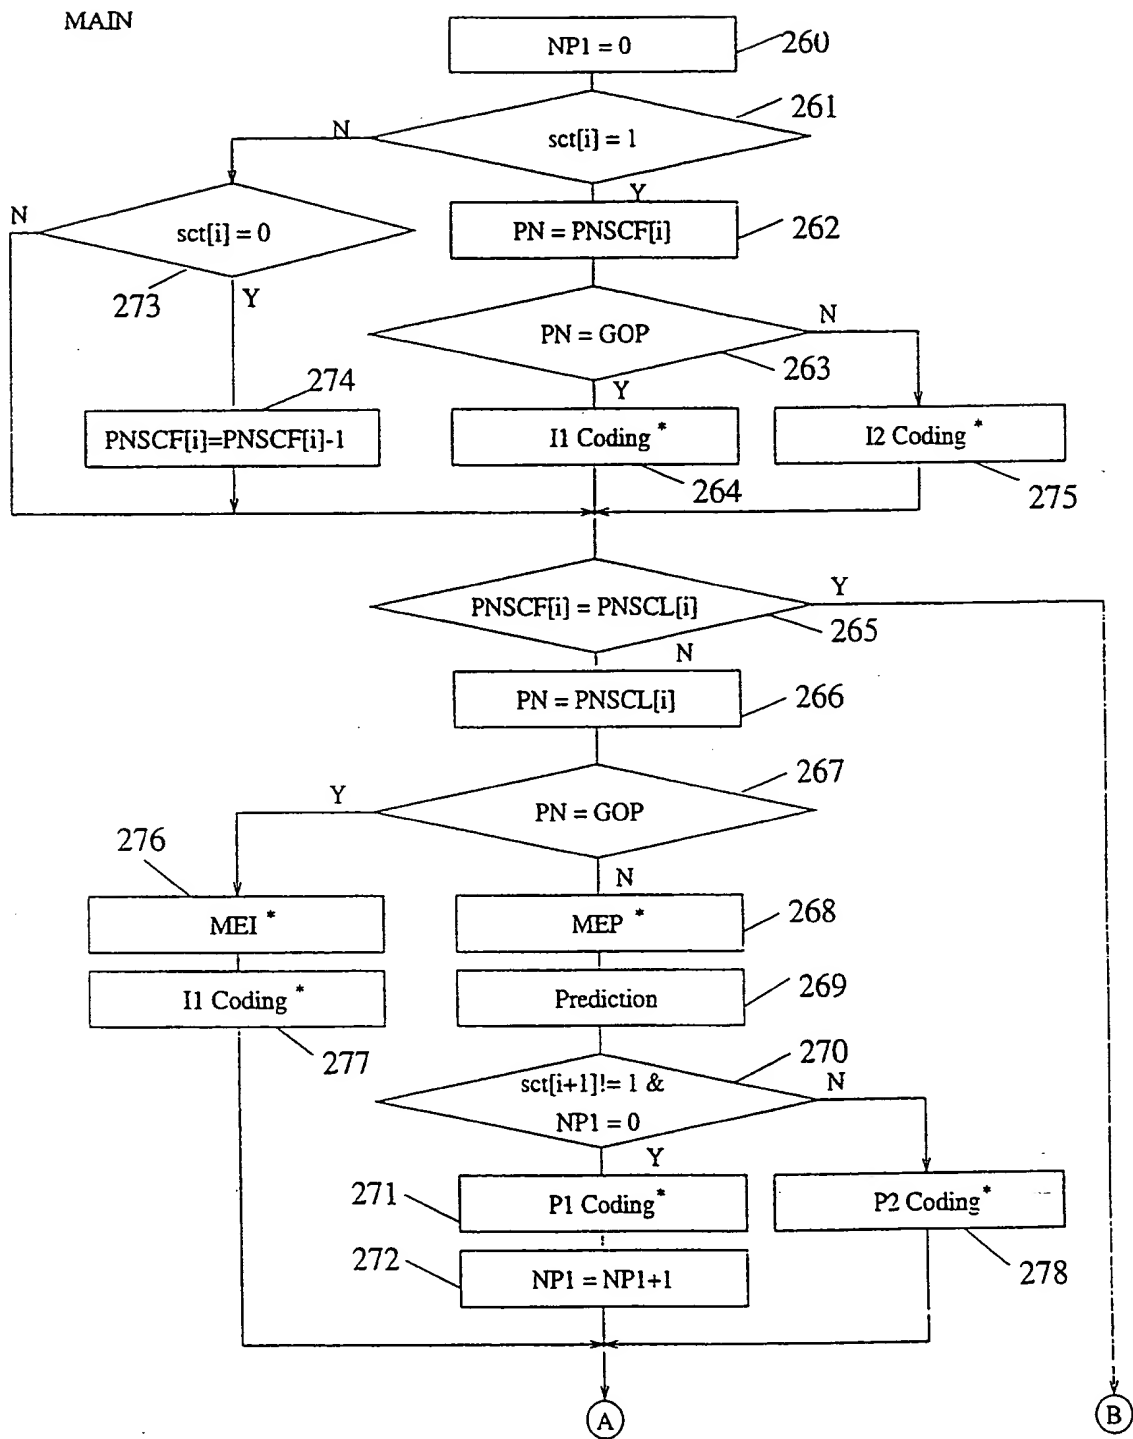 MAIN
NP1 = 0
260
261
N
sct[i] = 1
Y
N
sct[i] = 0
273
Y
PN = PNSCF[i]
262
PN = GOP
N
263
Y
274
PNSCF[i]=PNSCF[i]-1
I1 Coding *
264
I2 Coding *
275
PNSCF[i] = PNSCL[i]
Y
265
N
PN = PNSCL[i]
266
267
Y
PN = GOP
N
276
MEI *
MEP *
268
I1 Coding *
277
Prediction
269
270
sct[i+1]!= 1 &
NP1 = 0
N
Y
271
P1 Coding*
P2 Coding*
278
272
NP1 = NP1+1
A
B